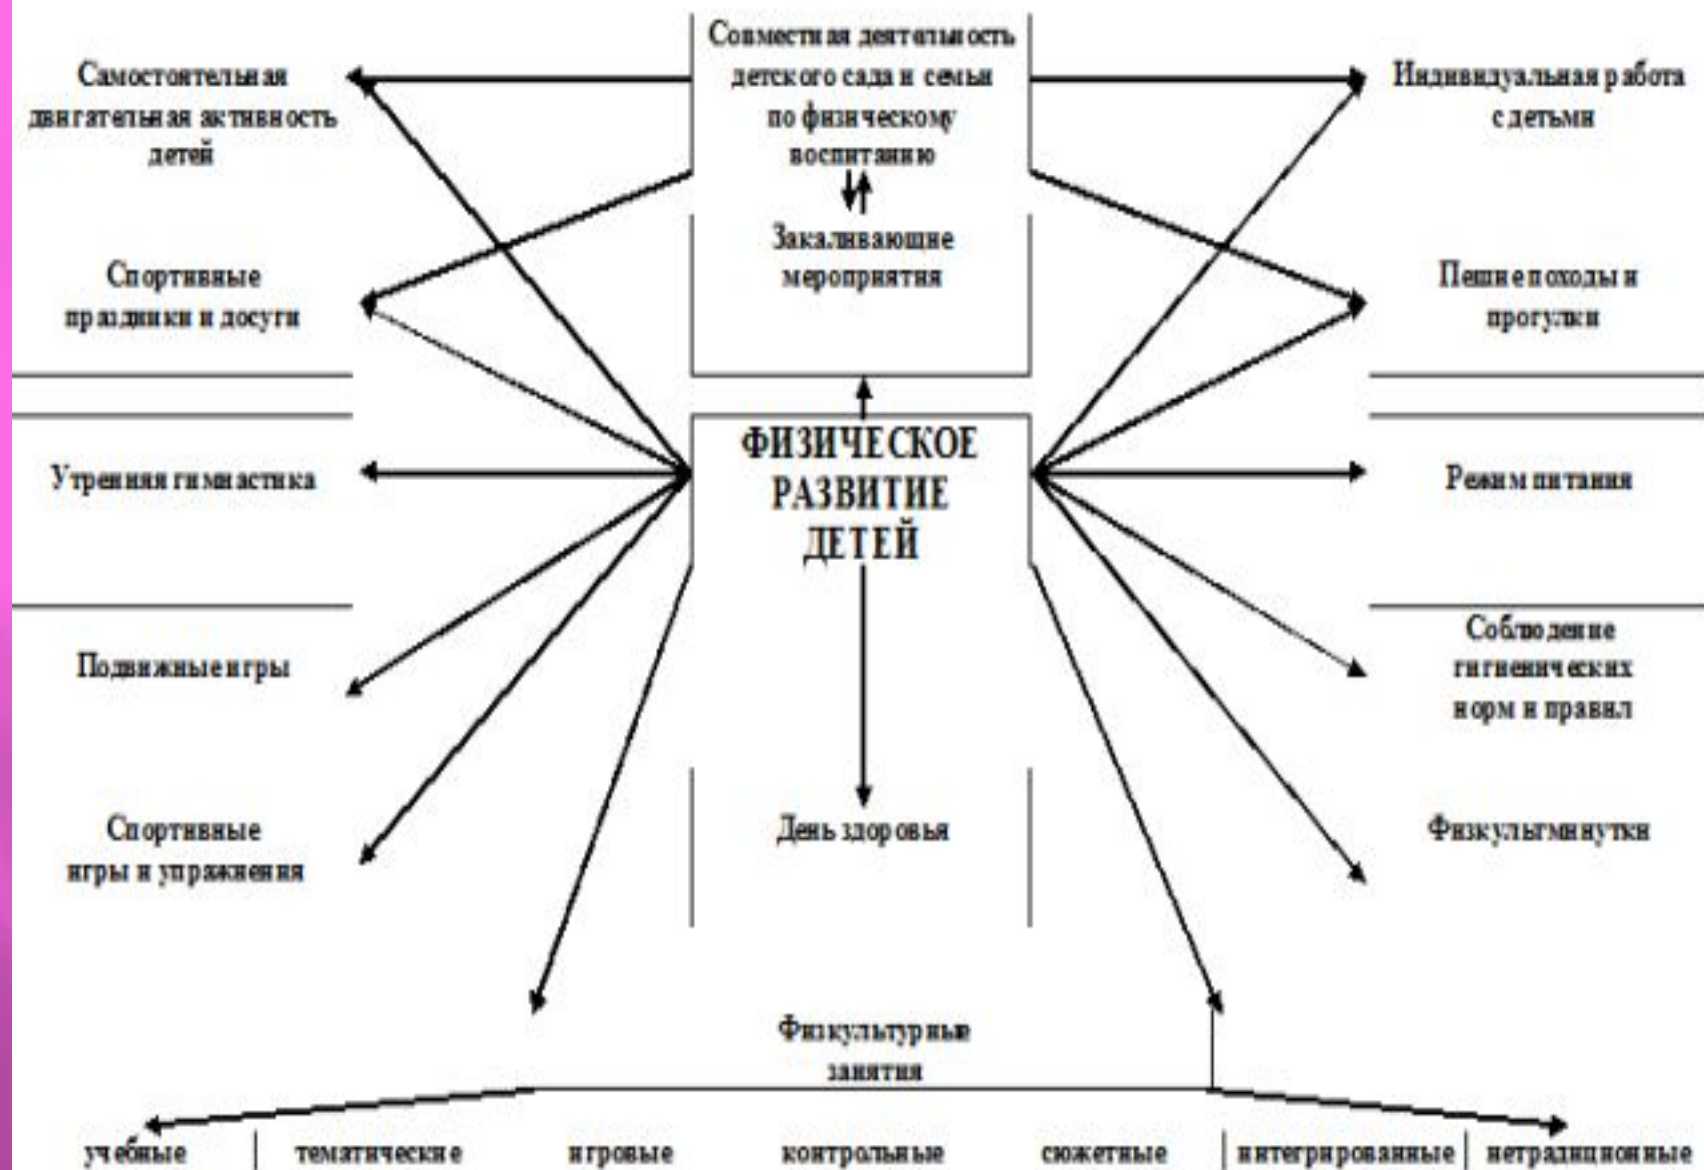 Совместная деятельность
детского сада и семьи
по физическому
воспитанию
Самостоятельная
двигательная активность
детей
Индивидуальная работа
с детьми
Закаливающие
мероприятия
Спортивные
праздники и досуги
Пешие походы и
прогулки
ФИЗИЧЕСКОЕ
РАЗВИТИЕ
ДЕТЕЙ
Утренняя гимнастика
Режим питания
Подвижные игры
Соблюдение
гигиенических
норм и правил
Спортивные
игры и упражнения
День здоровья
Физкультминутки
Физкультурные
занятия
учебные
тематические
игровые
контрольные
сюжетные
интегрированные
нетрадиционные